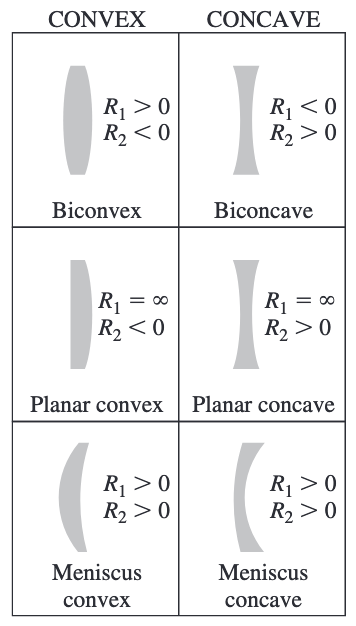 CONVEX CONCAVE
R₁ > 0
R₂ < 0
Biconvex
R₁ < 0
R₂ > 0
Biconcave
R₁ = ∞
R₂ < 0
Planar convex
R₁ = ∞
R₂ > 0
Planar concave
R₁ > 0
R₂ > 0
Meniscus
convex
R₁ > 0
R₂ > 0
Meniscus
concave